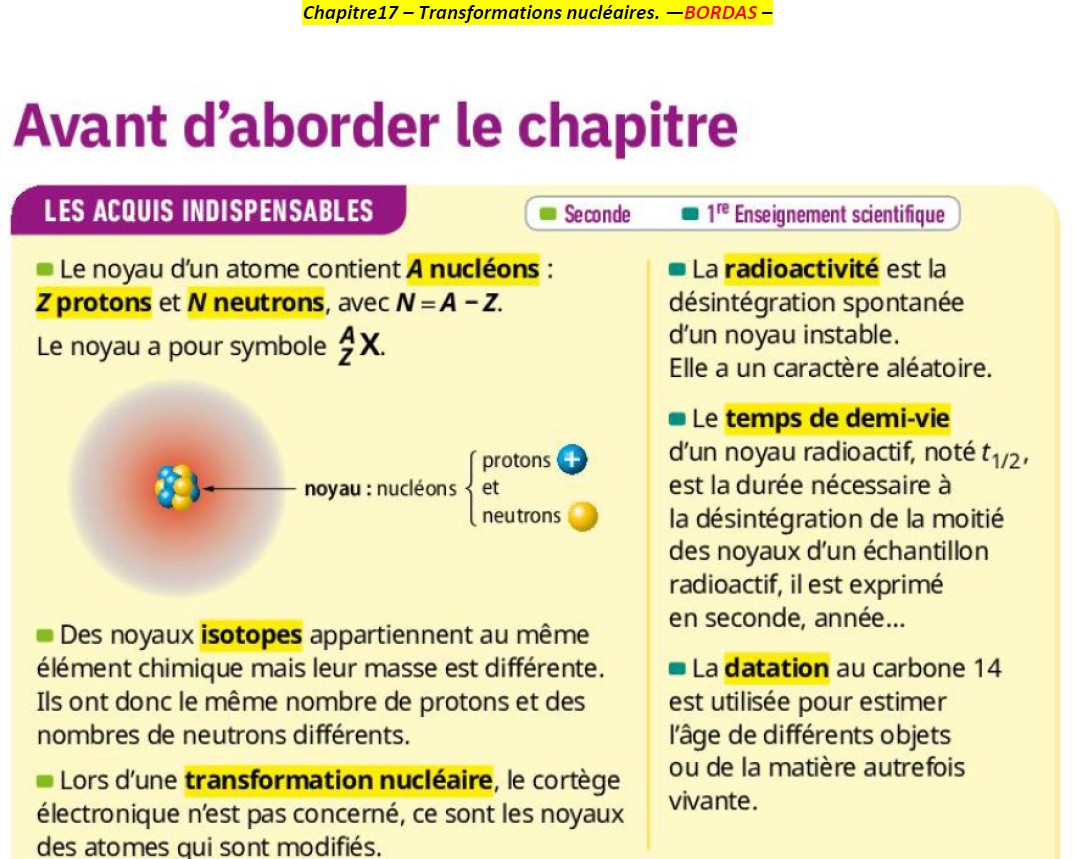 Chapitre17 – Transformations nucléaires. —BORDAS –
Avant d’aborder le chapitre
LES ACQUIS INDISPENSABLES
Seconde
1re Enseignement scientifique
Le noyau d’un atome contient A nucléons :
Z protons et N neutrons, avec N = A − Z.
Le noyau a pour symbole A/Z X.
noyau : nucléons
protons +
et
neutrons
Des noyaux isotopes appartiennent au même
élément chimique mais leur masse est différente.
Ils ont donc le même nombre de protons et des
nombres de neutrons différents.
Lors d’une transformation nucléaire, le cortège
électronique n’est pas concerné, ce sont les noyaux
des atomes qui sont modifiés.
La radioactivité est la
désintégration spontanée
d’un noyau instable.
Elle a un caractère aléatoire.
Le temps de demi-vie
d’un noyau radioactif, noté t1/2,
est la durée nécessaire à
la désintégration de la moitié
des noyaux d’un échantillon
radioactif, il est exprimé
en seconde, année...
La datation au carbone 14
est utilisée pour estimer
l’âge de différents objets
ou de la matière autrefois
vivante.